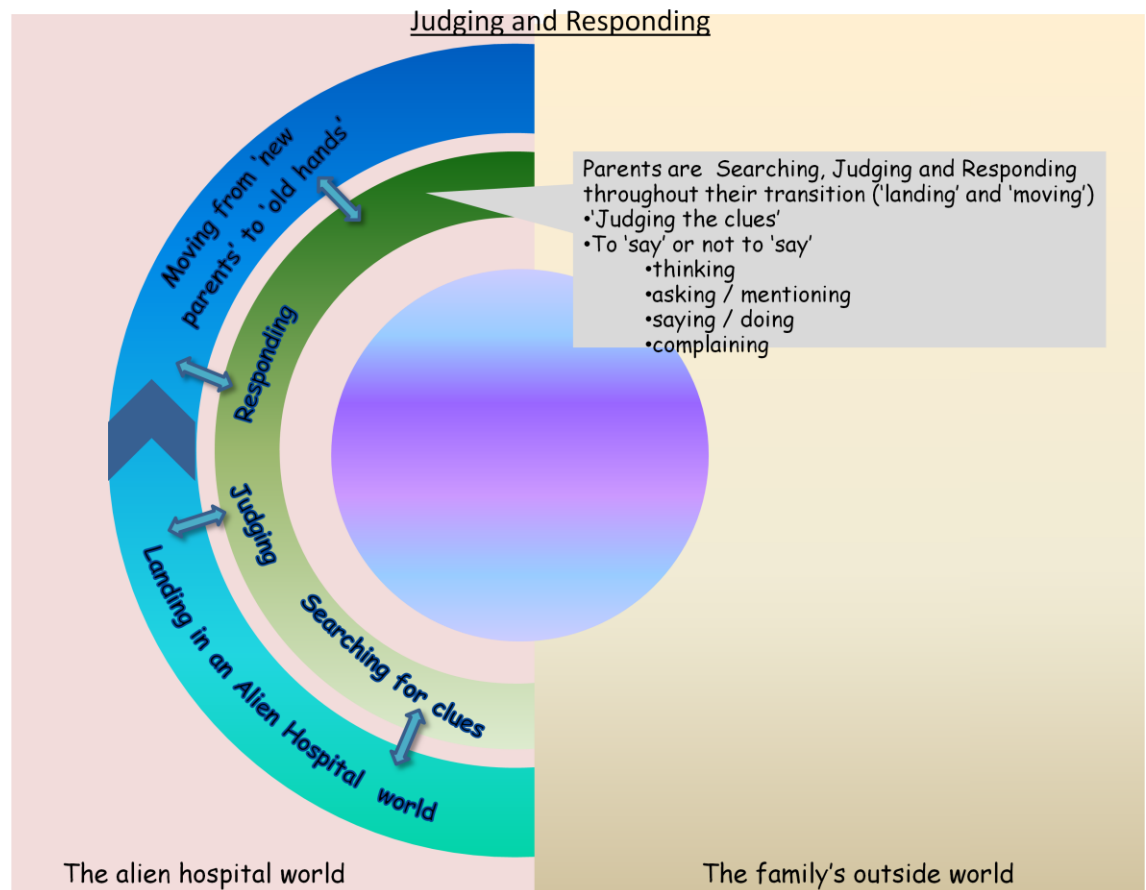 Judging and Responding
Moving from ‘new
parents’ to ‘old hands’
Parents are Searching, Judging and Responding
throughout their transition (‘landing’ and ‘moving’)
•‘Judging the clues’
•To ‘say’ or not to ‘say’
•thinking
•asking / mentioning
•saying / doing
•complaining
Responding
Judging
Searching for clues
Landing in an Alien Hospital world
The alien hospital world
The family’s outside world